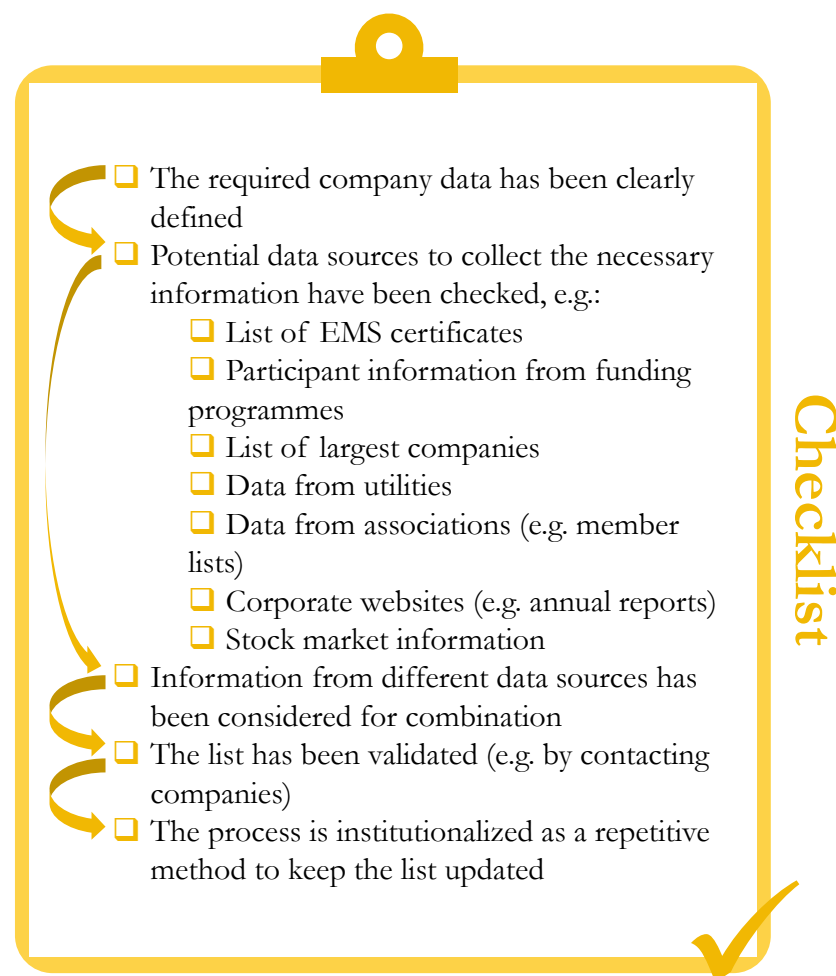 The required company data has been clearly
defined
Potential data sources to collect the necessary
information have been checked, e.g.:
List of EMS certificates
Participant information from funding
programmes
List of largest companies
Data from utilities
Data from associations (e.g. member
lists)
Corporate websites (e.g. annual reports)
Stock market information
Information from different data sources has
been considered for combination
The list has been validated (e.g. by contacting
companies)
The process is institutionalized as a repetitive
method to keep the list updated
Checklist